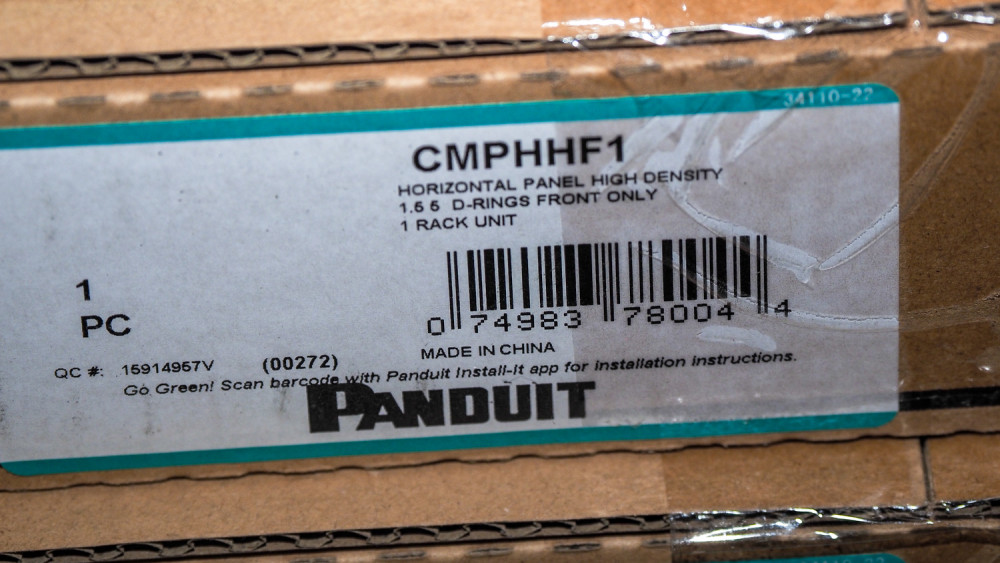 34110-22
CMPHHF1
HORIZONTAL PANEL HIGH DENSITY
1.5 5 D-RINGS FRONT ONLY
1 RACK UNIT
1
PC
0 74983 78004 4
MADE IN CHINA
QC #: 15914957V (00272)
Go Green! Scan barcode with Panduit Install-It app for installation instructions.
PANDUIT